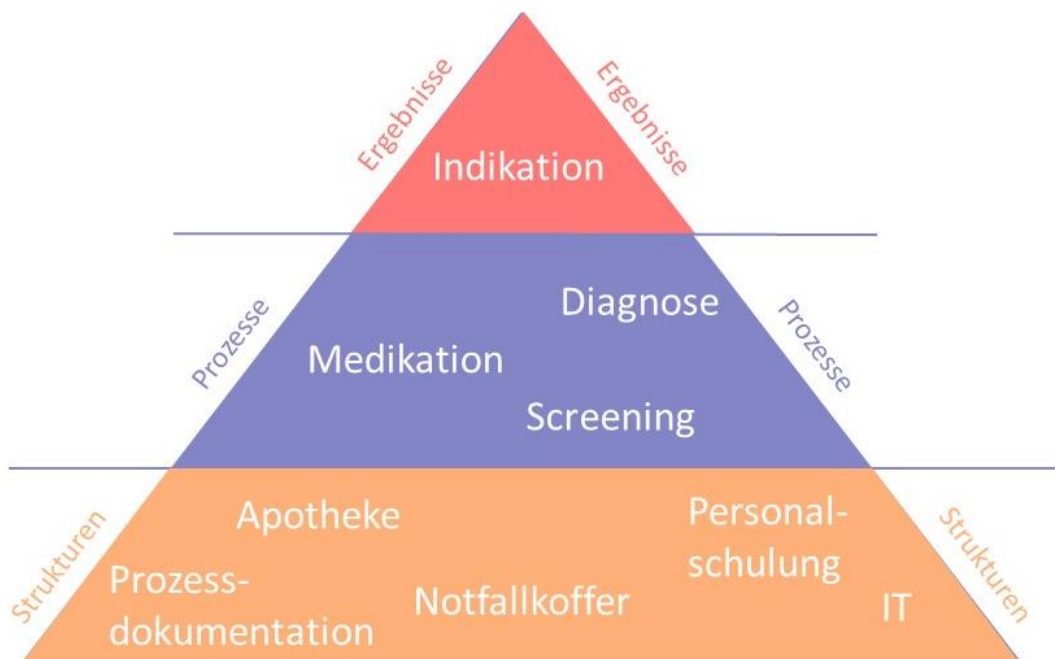 Ergebnisse
Ergebnisse
Indikation
Prozesse
Prozesse
Diagnose
Medikation
Screening
Strukturen
Strukturen
Apotheke
Personal-
schulung
Prozess-
dokumentation
Notfallkoffer
IT